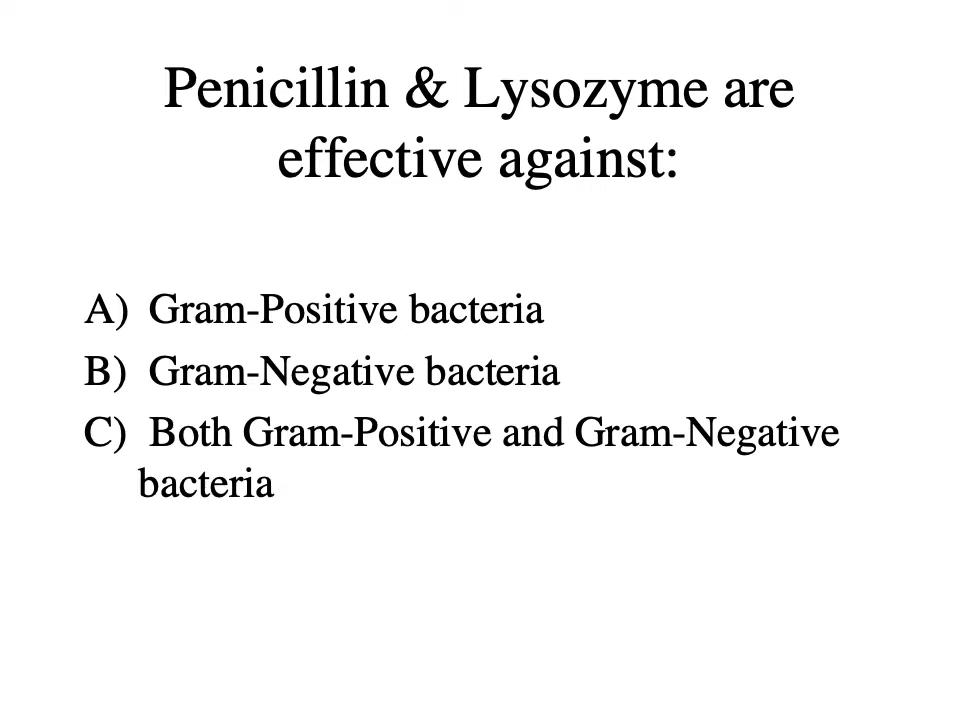 Penicillin & Lysozyme are
effective against:
A) Gram-Positive bacteria
B) Gram-Negative bacteria
C) Both Gram-Positive and Gram-Negative
bacteria